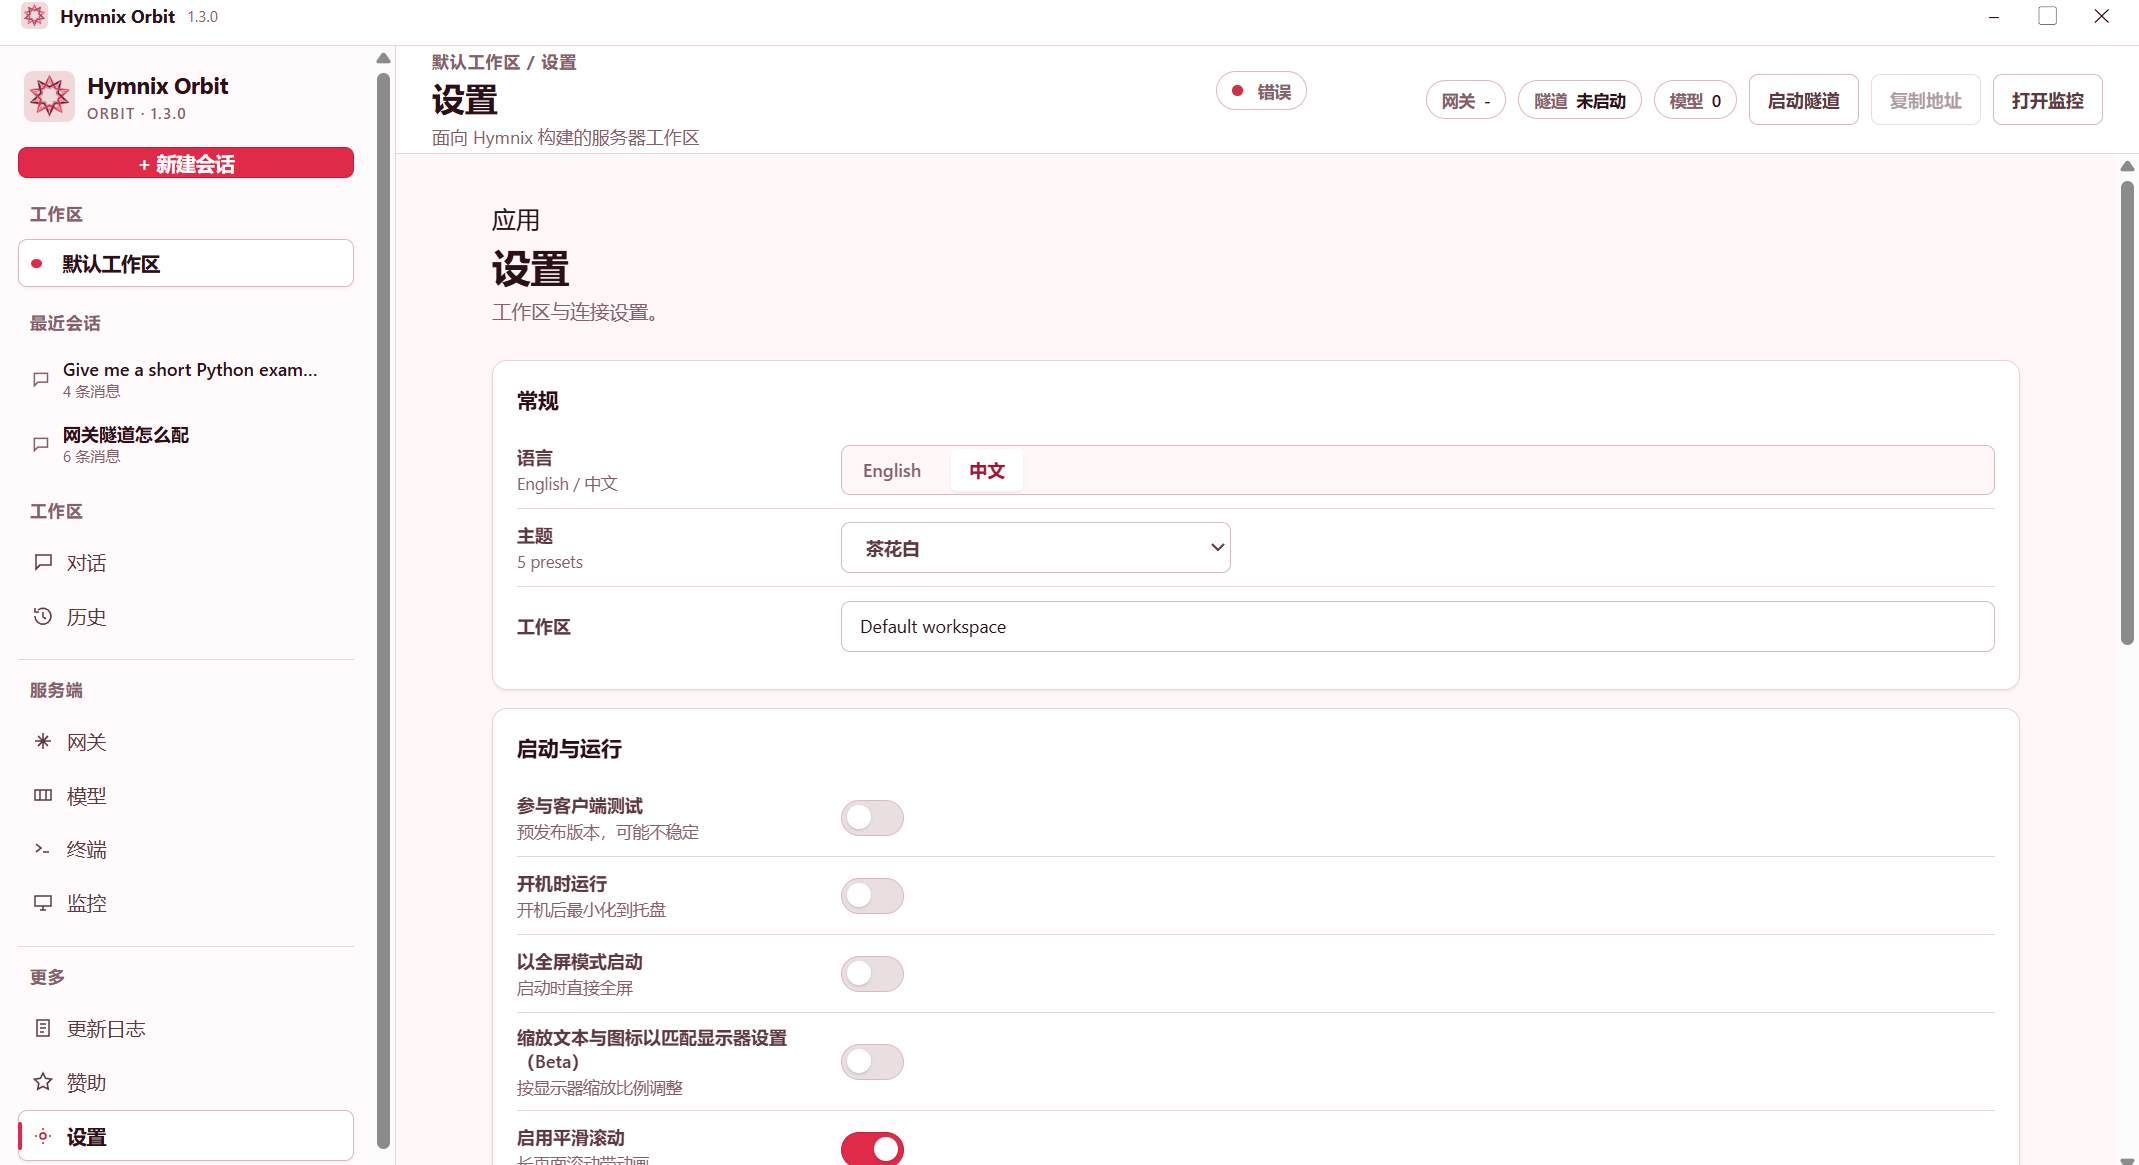 Hymnix Orbit 1.3.0
Hymnix Orbit
ORBIT · 1.3.0
+ 新建会话
工作区
默认工作区
最近会话
Give me a short Python exam...
4 条消息
网关隧道怎么配
6 条消息
工作区
对话
历史
服务端
网关
模型
终端
监控
更多
更新日志
赞助
设置
默认工作区 / 设置
设置
面向 Hymnix 构建的服务器工作区
错误
网关 -
隧道 未启动
模型 0
启动隧道
复制地址
打开监控
应用
设置
工作区与连接设置。
常规
语言
English / 中文
English 中文
主题
5 presets
茶花白
工作区
Default workspace
启动与运行
参与客户端测试
预发布版本，可能不稳定
开机时运行
开机后最小化到托盘
以全屏模式启动
启动时直接全屏
缩放文本与图标以匹配显示器设置
（Beta）
按显示器缩放比例调整
启用平滑滚动
长页面滚动带动画